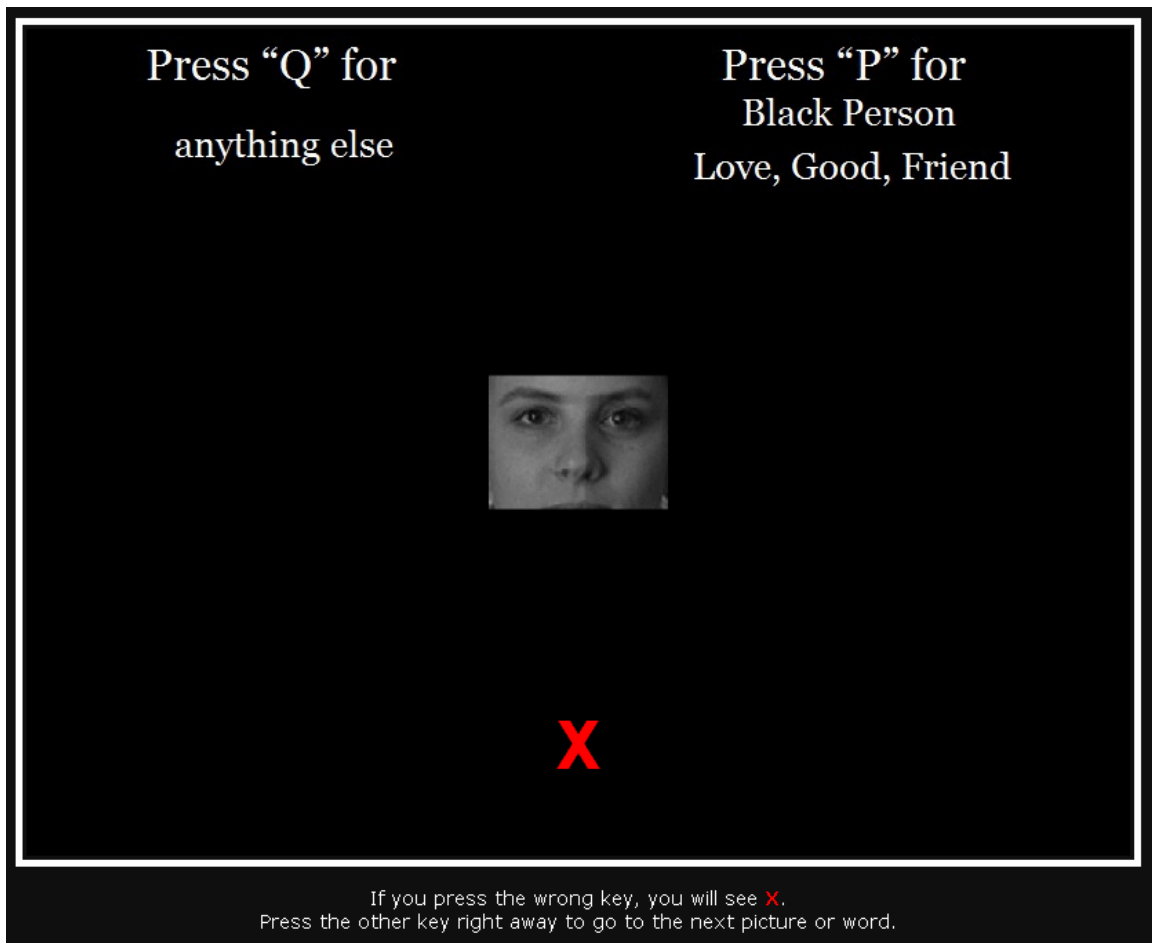 Press “Q” for
anything else
Press “P” for
Black Person
Love, Good, Friend
X
If you press the wrong key, you will see X.
Press the other key right away to go to the next picture or word.